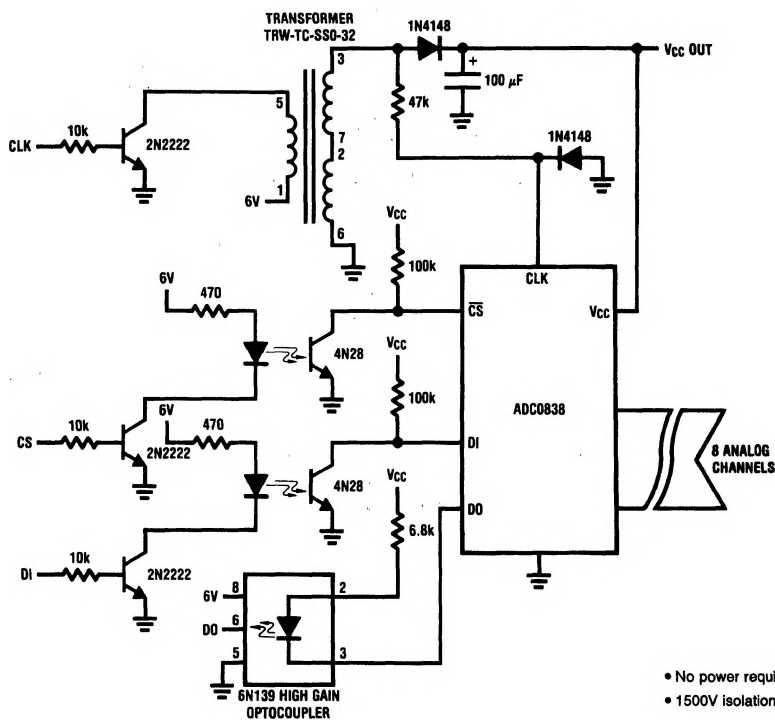 TRANSFORMER
TRW-TC-SSO-32
1N4148
VCC OUT
3
+
100 µF
5
47k
10k
CLK
2N2222
7
2
1N4148
1
6V
6
VCC
100k
CLK
6V
470
CS
VCC
4N28
VCC
100k
ADC0838
10k
6V
470
CS
2N2222
DI
8 ANALOG
CHANNELS
4N28
VCC
DO
6.8k
10k
DI
2N2222
6V
8
2
DO
6
5
3
6N139 HIGH GAIN
OPTOCOUPLER
• No power requi
• 1500V isolation